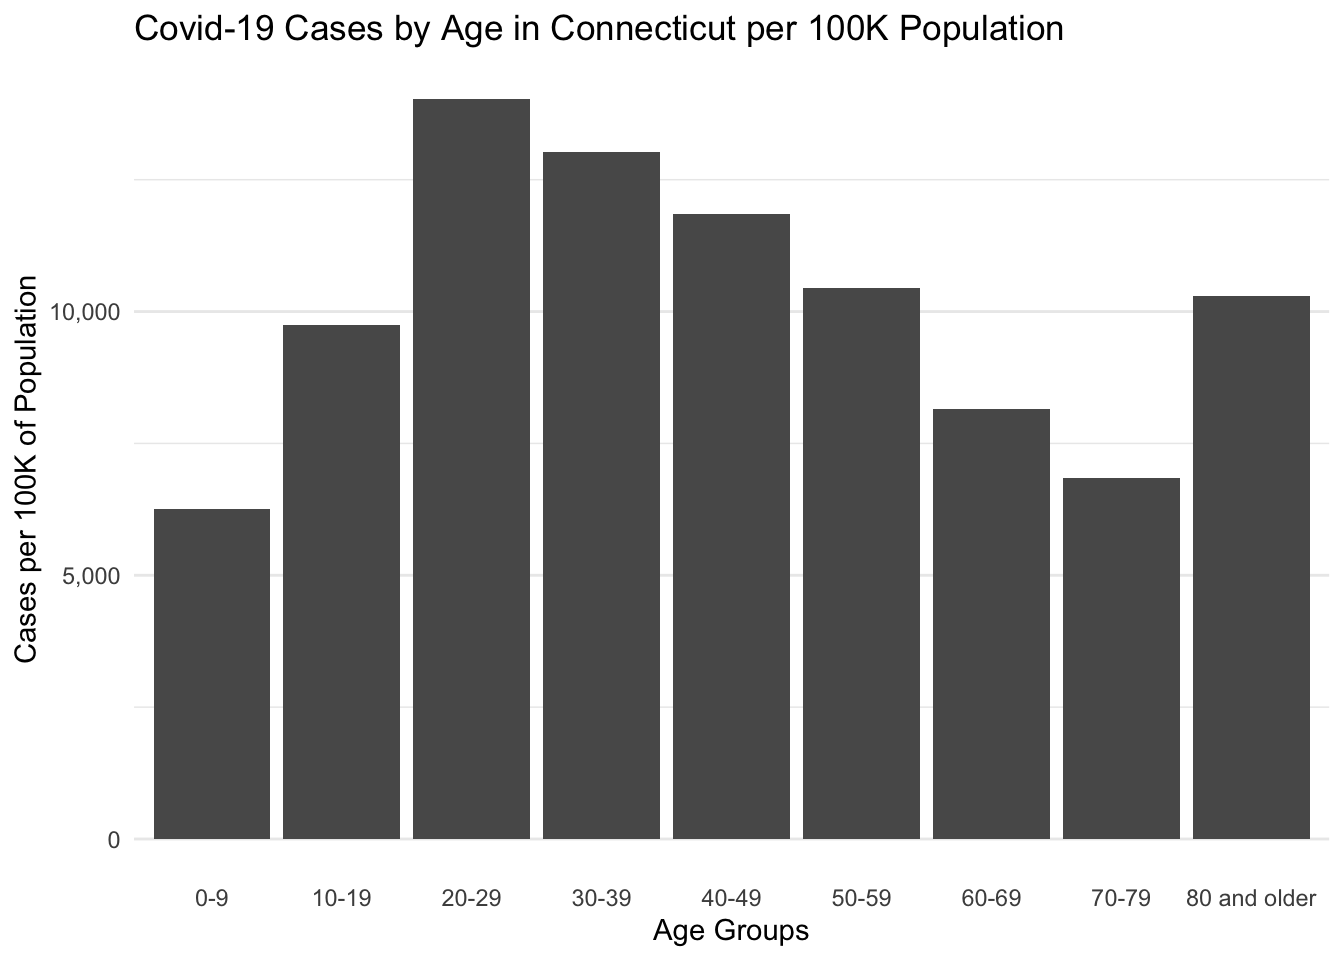 Covid-19 Cases by Age in Connecticut per 100K Population
Cases per 100K of Population
10,000
5,000
0
0-9 10-19 20-29 30-39 40-49 50-59 60-69 70-79 80 and older
Age Groups